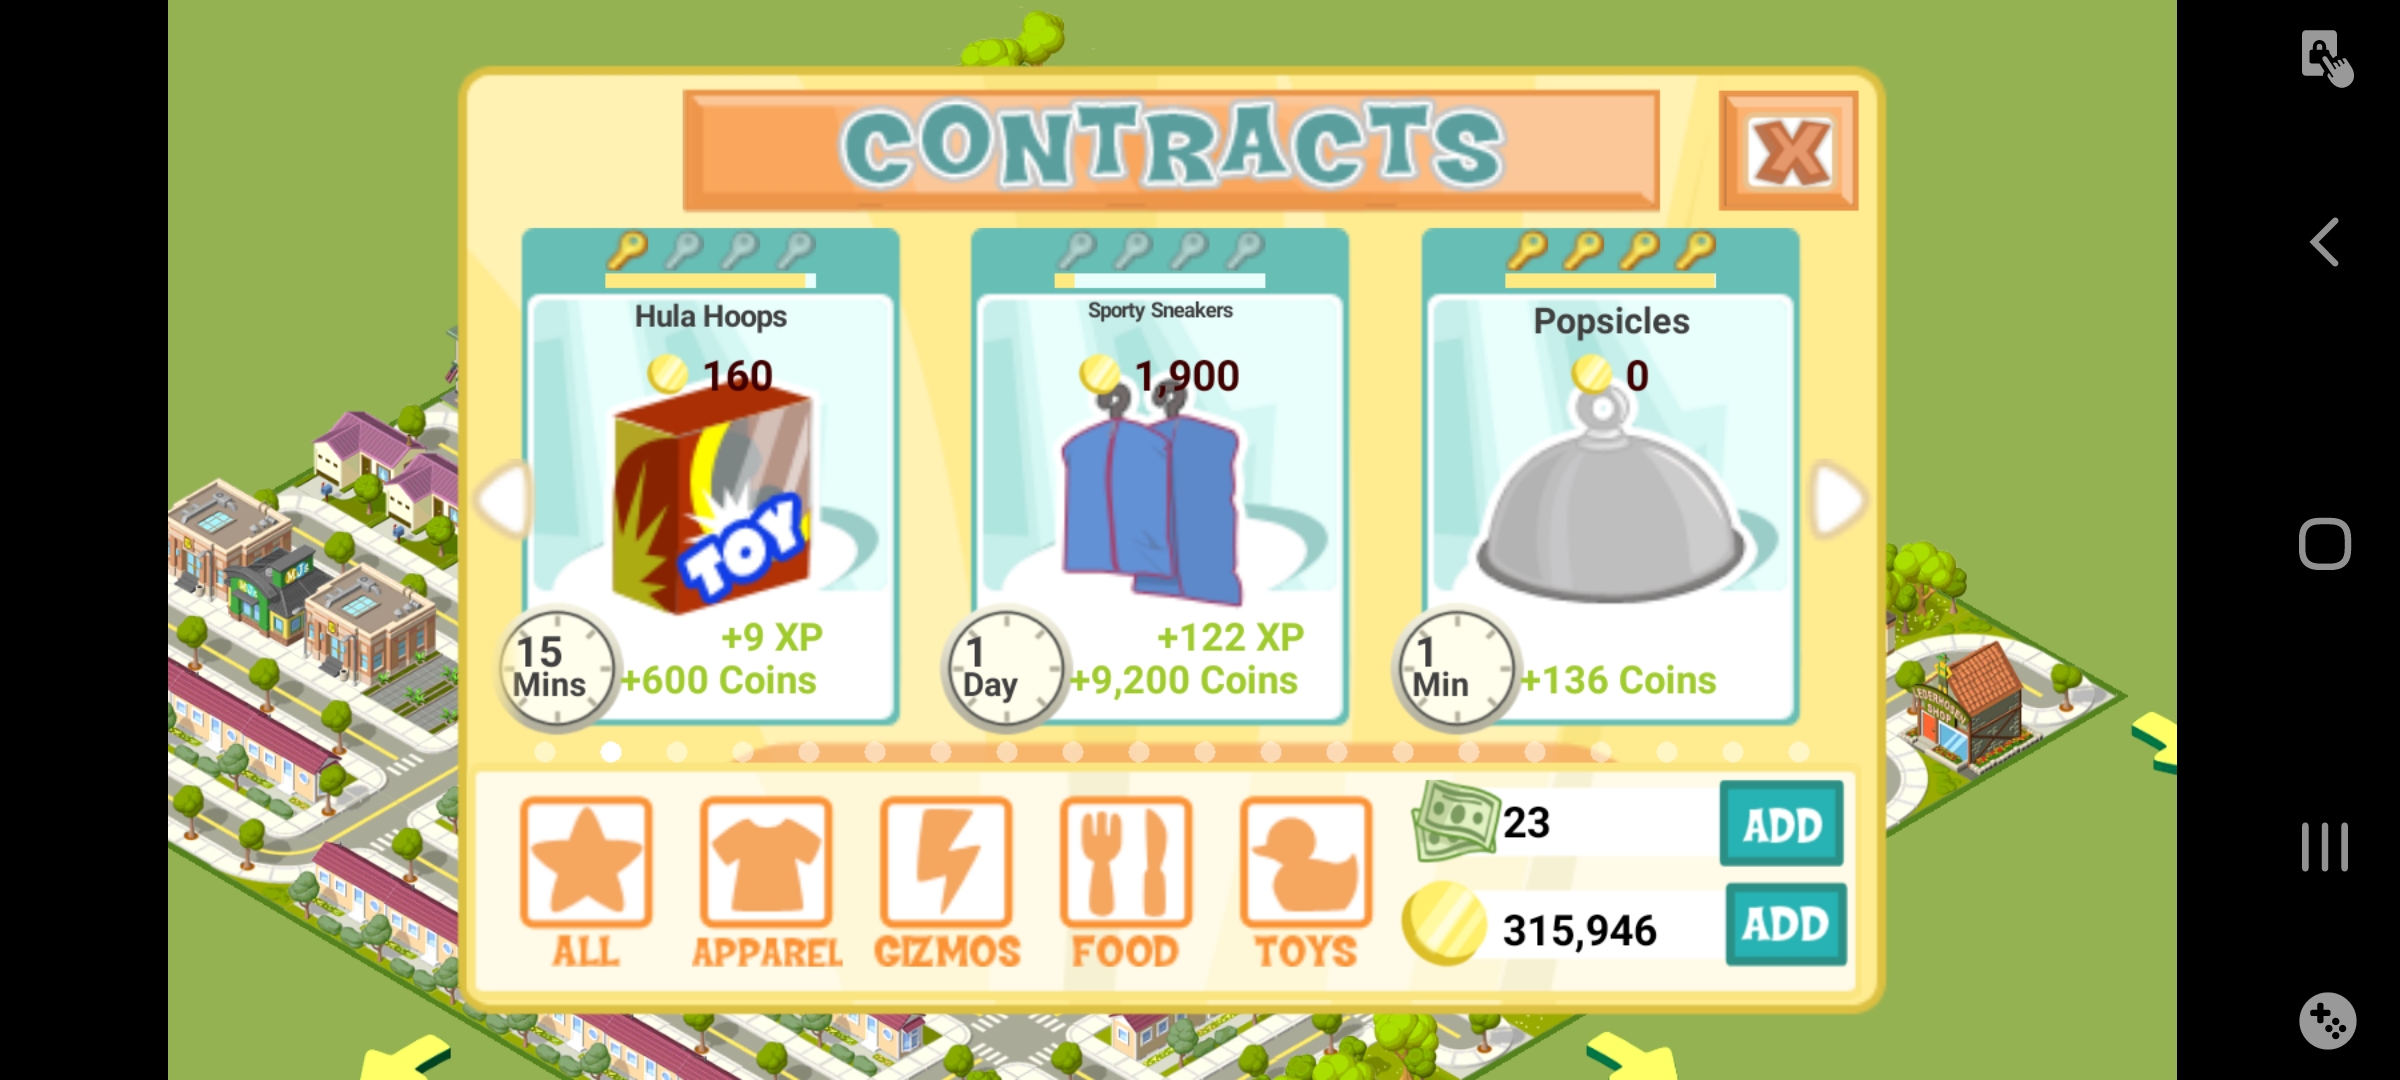 CONTRACTS
X
Hula Hoops
160
TOY
15
Mins
+9 XP
+600 Coins
Sporty Sneakers
1,900
1
Day
+122 XP
+9,200 Coins
Popsicles
0
1
Min
+136 Coins
ALL
APPAREL
GIZMOS
FOOD
TOYS
23
ADD
315,946
ADD
LEDERHOSEN
SHOP